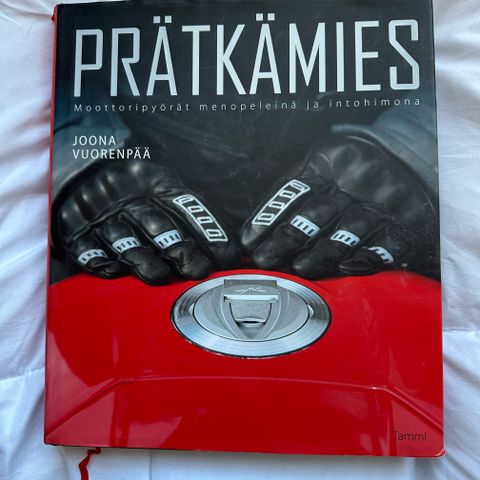 PRÄTKÄMIES
Moottoripyörät menopeleinä ja intohimona
JOONA
VUORENPÄÄ
Tammi